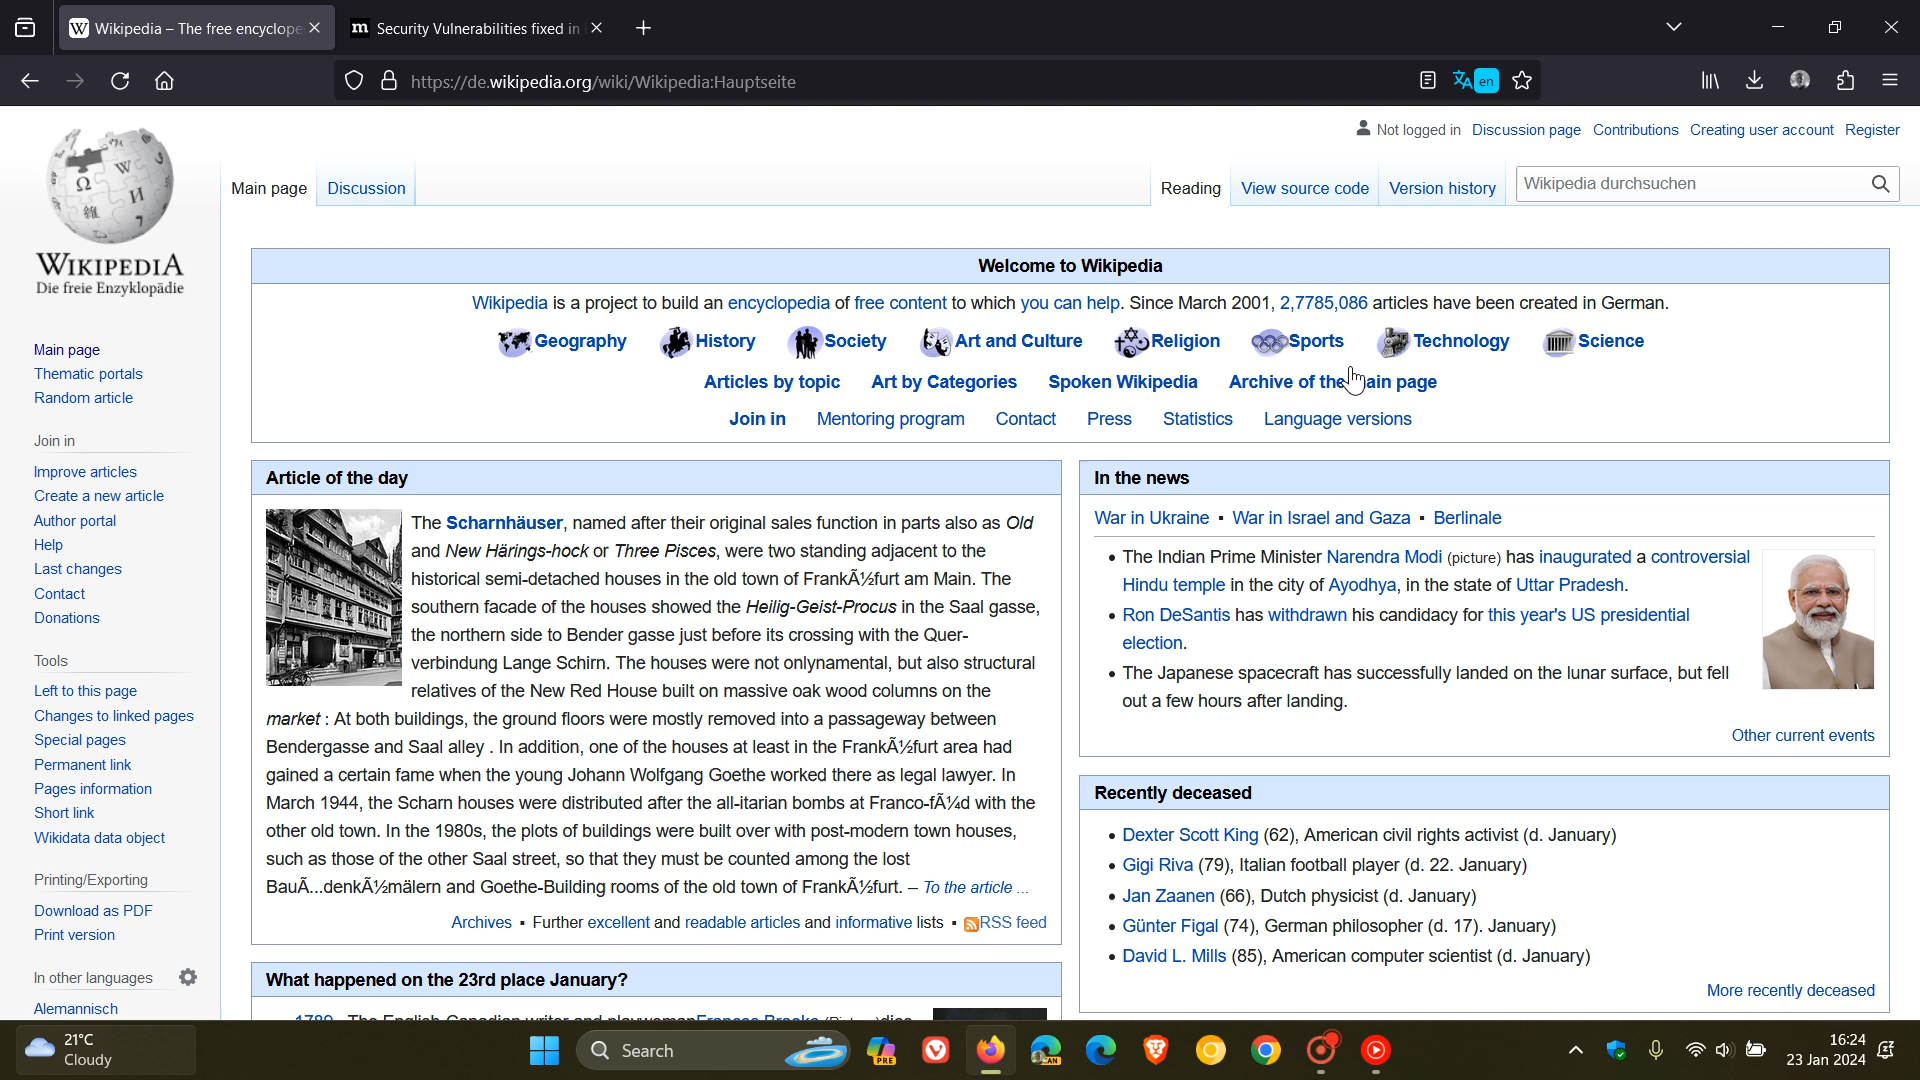 Wikipedia – The free encyclope
Security Vulnerabilities fixed in
https://de.wikipedia.org/wiki/Wikipedia:Hauptseite
en
Not logged in Discussion page Contributions Creating user account Register
Main page Discussion Reading View source code Version history Wikipedia durchsuchen
WIKIPEDIA
Die freie Enzyklopädie
Main page
Thematic portals
Random article
Join in
Improve articles
Create a new article
Author portal
Help
Last changes
Contact
Donations
Tools
Left to this page
Changes to linked pages
Special pages
Permanent link
Pages information
Short link
Wikidata data object
Printing/Exporting
Download as PDF
Print version
In other languages
Alemannisch
Welcome to Wikipedia
Wikipedia is a project to build an encyclopedia of free content to which you can help. Since March 2001, 2,7785,086 articles have been created in German.
Geography History Society Art and Culture Religion Sports Technology Science
Articles by topic Art by Categories Spoken Wikipedia Archive of the ain page
Join in Mentoring program Contact Press Statistics Language versions
Article of the day
The Scharnhäuser, named after their original sales function in parts also as Old
and New Härings-hock or Three Pisces, were two standing adjacent to the
historical semi-detached houses in the old town of FrankÃ½furt am Main. The
southern facade of the houses showed the Heilig-Geist-Procus in the Saal gasse,
the northern side to Bender gasse just before its crossing with the Quer-
verbindung Lange Schirn. The houses were not onlynamental, but also structural
relatives of the New Red House built on massive oak wood columns on the
market : At both buildings, the ground floors were mostly removed into a passageway between
Bendergasse and Saal alley . In addition, one of the houses at least in the FrankÃ½furt area had
gained a certain fame when the young Johann Wolfgang Goethe worked there as legal lawyer. In
March 1944, the Scharn houses were distributed after the all-itarian bombs at Franco-fÃ¼d with the
other old town. In the 1980s, the plots of buildings were built over with post-modern town houses,
such as those of the other Saal street, so that they must be counted among the lost
BauÃ...denkÃ½mälern and Goethe-Building rooms of the old town of FrankÃ½furt. – To the article ...
Archives ▪ Further excellent and readable articles and informative lists ▪ RSS feed
What happened on the 23rd place January?
In the news
War in Ukraine ▪ War in Israel and Gaza ▪ Berlinale
• The Indian Prime Minister Narendra Modi (picture) has inaugurated a controversial
Hindu temple in the city of Ayodhya, in the state of Uttar Pradesh.
• Ron DeSantis has withdrawn his candidacy for this year's US presidential
election.
• The Japanese spacecraft has successfully landed on the lunar surface, but fell
out a few hours after landing.
Other current events
Recently deceased
• Dexter Scott King (62), American civil rights activist (d. January)
• Gigi Riva (79), Italian football player (d. 22. January)
• Jan Zaanen (66), Dutch physicist (d. January)
• Günter Figal (74), German philosopher (d. 17). January)
• David L. Mills (85), American computer scientist (d. January)
More recently deceased
21°C
Cloudy
Search
PRE
CAN
16:24
23 Jan 2024